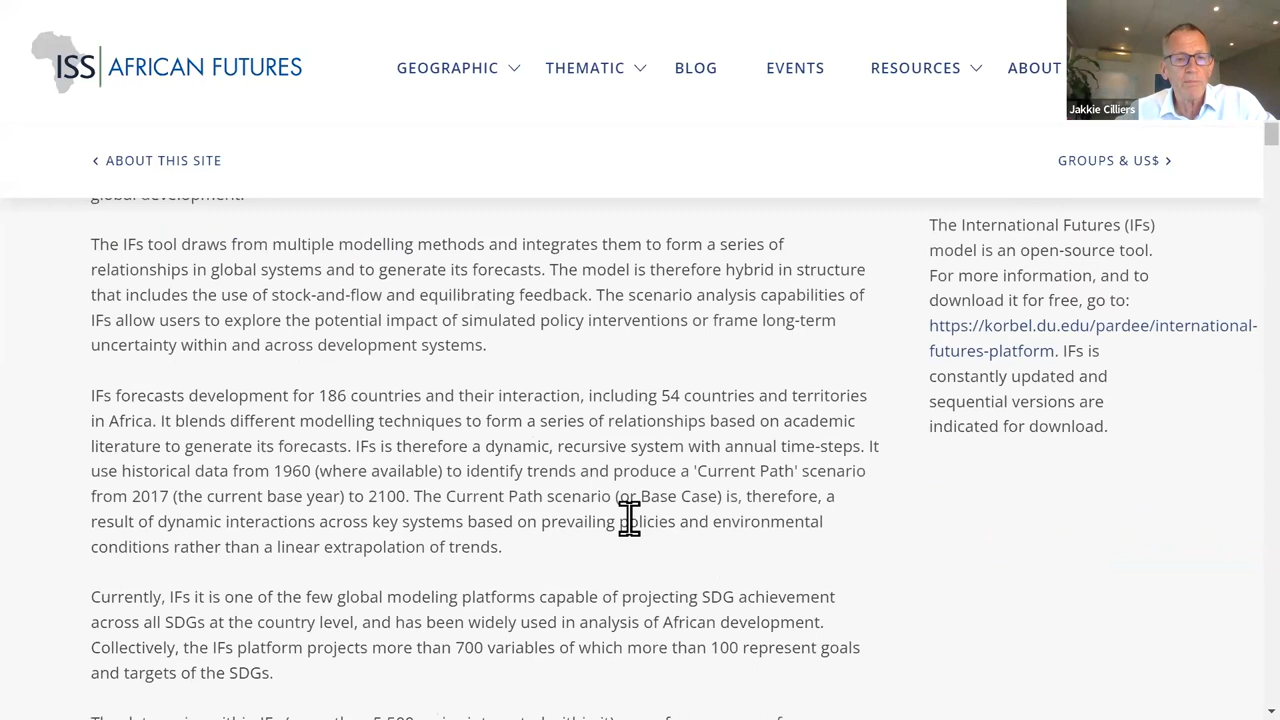 ISS AFRICAN FUTURES
GEOGRAPHIC THEMATIC BLOG EVENTS RESOURCES ABOUT
Jakkie Cilliers
ABOUT THIS SITE
GROUPS & US$
global development.
The IFs tool draws from multiple modelling methods and integrates them to form a series of
relationships in global systems and to generate its forecasts. The model is therefore hybrid in structure
that includes the use of stock-and-flow and equilibrating feedback. The scenario analysis capabilities of
IFs allow users to explore the potential impact of simulated policy interventions or frame long-term
uncertainty within and across development systems.
IFs forecasts development for 186 countries and their interaction, including 54 countries and territories
in Africa. It blends different modelling techniques to form a series of relationships based on academic
literature to generate its forecasts. IFs is therefore a dynamic, recursive system with annual time-steps. It
use historical data from 1960 (where available) to identify trends and produce a 'Current Path' scenario
from 2017 (the current base year) to 2100. The Current Path scenario (or Base Case) is, therefore, a
result of dynamic interactions across key systems based on prevailing policies and environmental
conditions rather than a linear extrapolation of trends.
Currently, IFs it is one of the few global modeling platforms capable of projecting SDG achievement
across all SDGs at the country level, and has been widely used in analysis of African development.
Collectively, the IFs platform projects more than 700 variables of which more than 100 represent goals
and targets of the SDGs.
The International Futures (IFs)
model is an open-source tool.
For more information, and to
download it for free, go to:
https://korbel.du.edu/pardee/international-
futures-platform. IFs is
constantly updated and
sequential versions are
indicated for download.